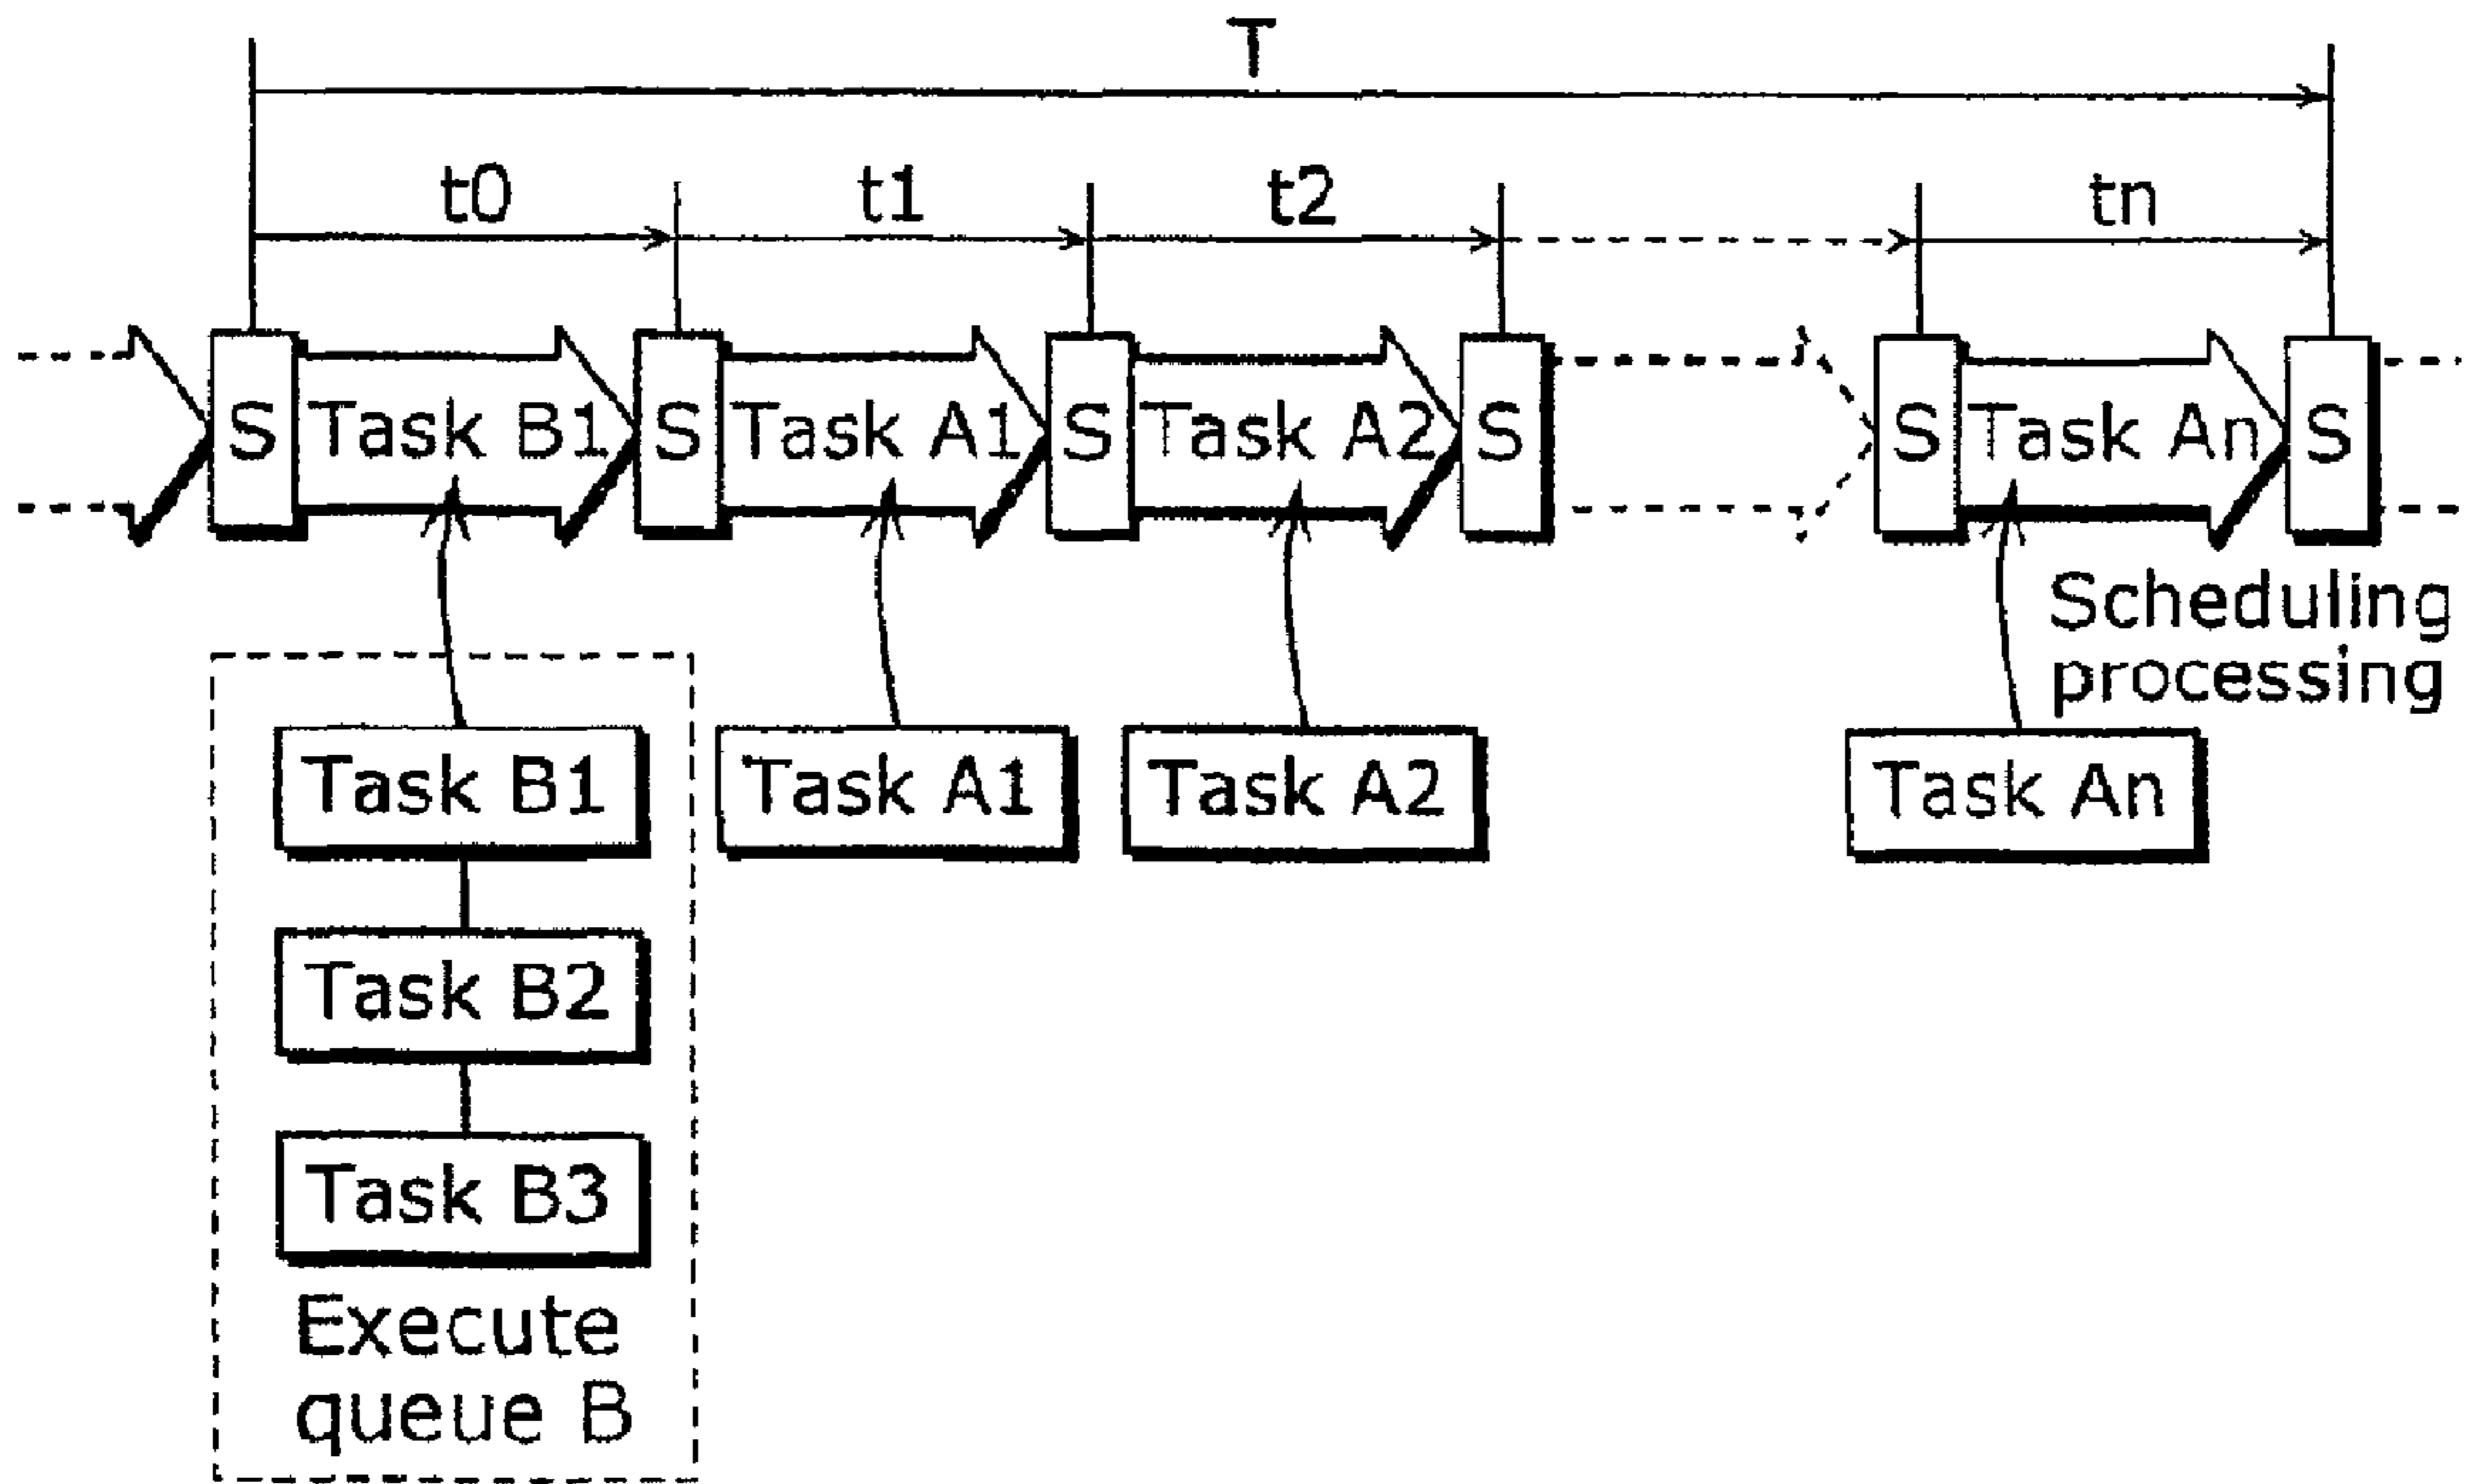 T
t0 t1 t2 tn
S Task B1 S Task A1 S Task A2 S S Task An S
Scheduling
processing
Task B1 Task A1 Task A2 Task An
Task B2
Task B3
Execute
queue B